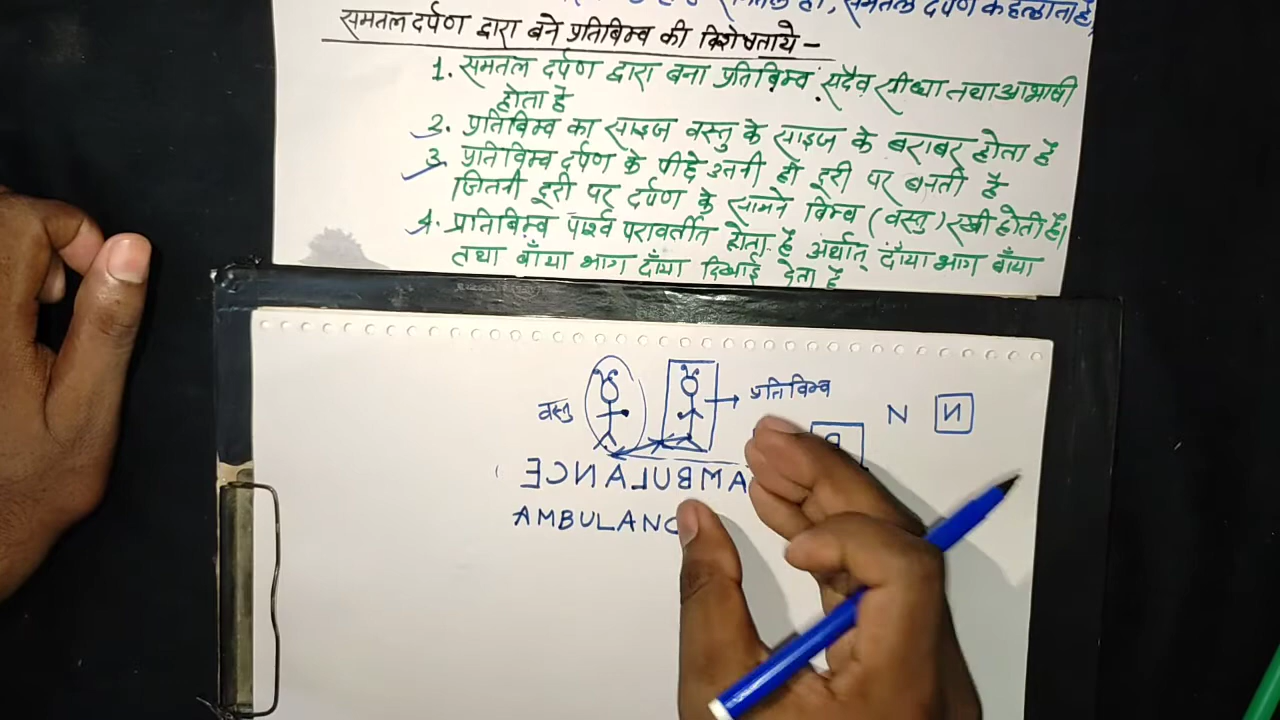 समतल दर्पण द्वारा बने प्रतिबिम्ब की विशेषताये -
1. समतल दर्पण द्वारा बना प्रतिबिम्ब सदैव सीधा तथा आभाषी
होता है
2. प्रतिबिम्ब का साइज वस्तु के साइज के बराबर होता है
3. प्रतिबिम्ब दर्पण के पीछे उतनी ही दूरी पर बनती है
जितनी दूरी पर दर्पण के सामने बिम्ब (वस्तु) रखी होती है।
4. प्रतिबिम्ब पार्श्व परावर्तीत होता है अर्थात् दाँया भाग बाँया
तथा बाँया भाग दाँया दिखाई देता है
वस्तु
प्रतिबिम्ब
N И
AMBULANCE
AMBULANC